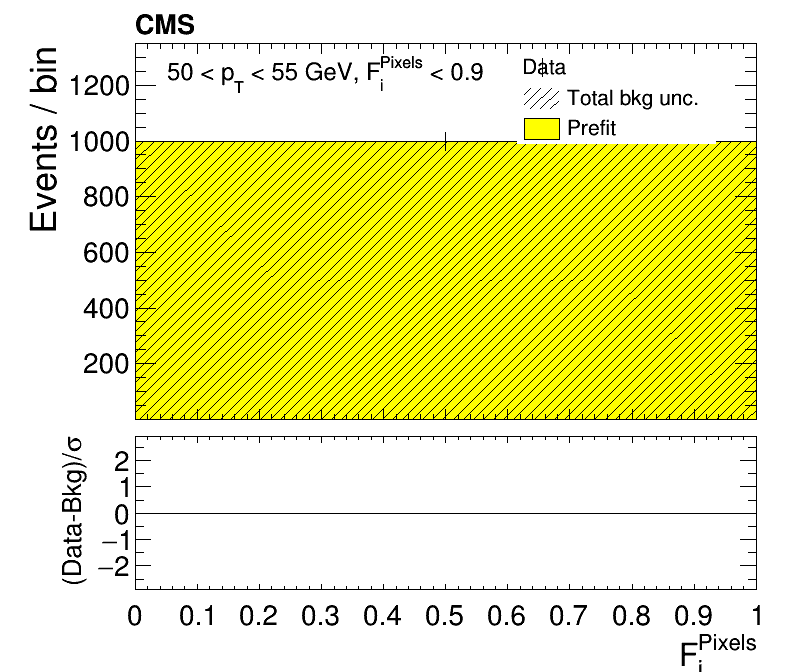 CMS
50 < p_T < 55 GeV, F_i^Pixels < 0.9
Data
Total bkg unc.
Prefit
Events / bin
1200
1000
800
600
400
200
(Data-Bkg)/σ
2
1
0
−1
−2
0 0.1 0.2 0.3 0.4 0.5 0.6 0.7 0.8 0.9 1
F_i^Pixels